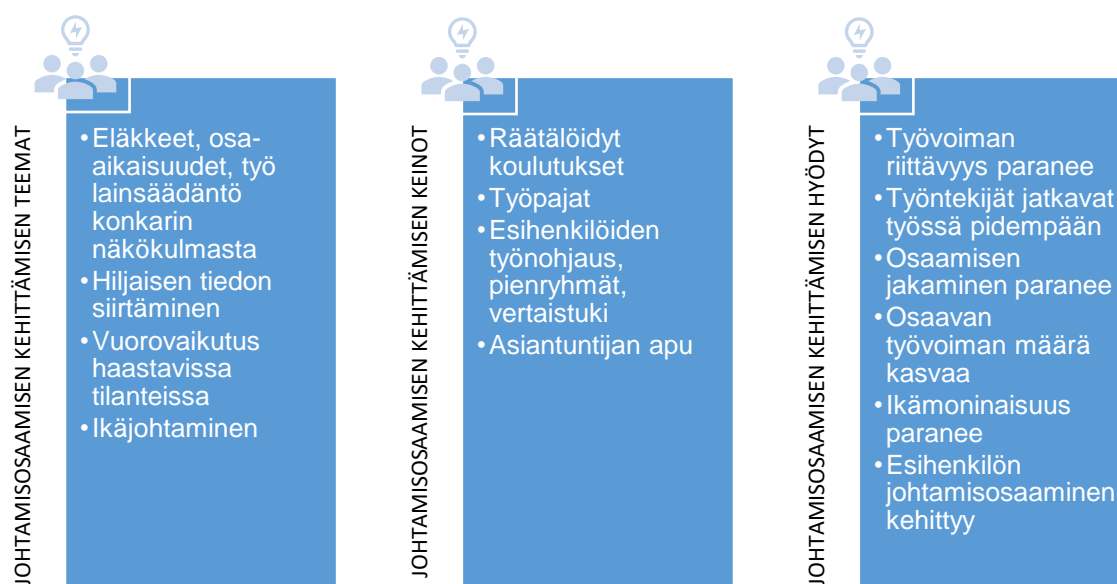 JOHTAMISOSAAMISEN KEHITTÄMISEN TEEMAT
•Eläkkeet, osa-
aikaisuudet, työ
lainsäädäntö
konkarin
näkökulmasta
•Hiljaisen tiedon
siirtäminen
•Vuorovaikutus
haastavissa
tilanteissa
•Ikäjohtaminen
JOHTAMISOSAAMISEN KEHITTÄMISEN KEINOT
•Räätälöidyt
koulutukset
•Työpajat
•Esihenkilöiden
työnohjaus,
pienryhmät,
vertaistuki
•Asiantuntijan apu
JOHTAMISOSAAMISEN KEHITTÄMISEN HYÖDYT
•Työvoiman
riittävyys paranee
•Työntekijät jatkavat
työssä pidempään
•Osaamisen
jakaminen paranee
•Osaavan
työvoiman määrä
kasvaa
•Ikämoninaisuus
paranee
•Esihenkilön
johtamisosaaminen
kehittyy